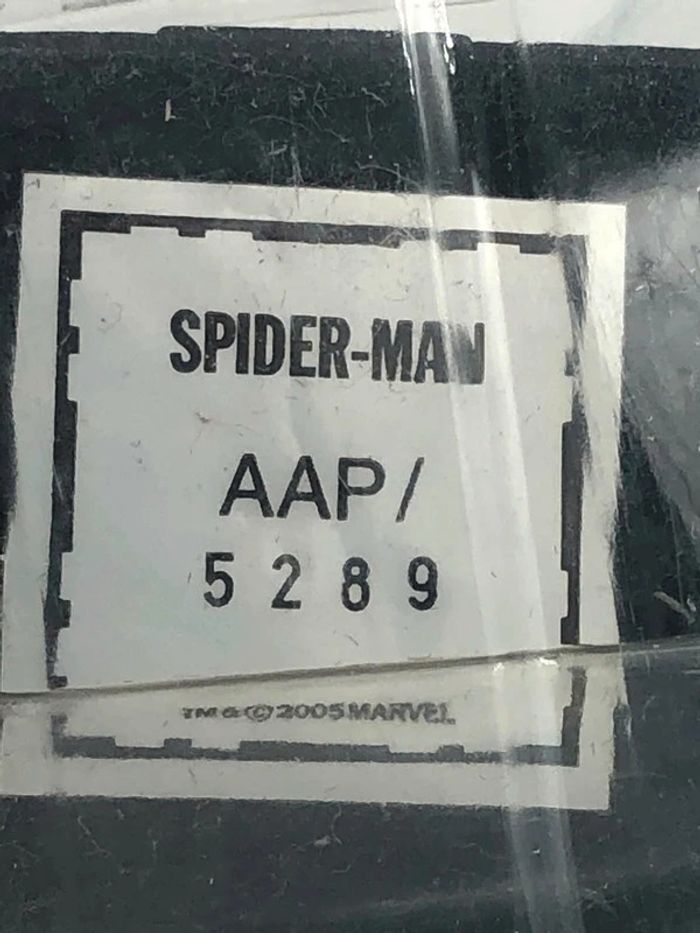 SPIDER-MAN
AAP/
5289
TM & © 2005 MARVEL